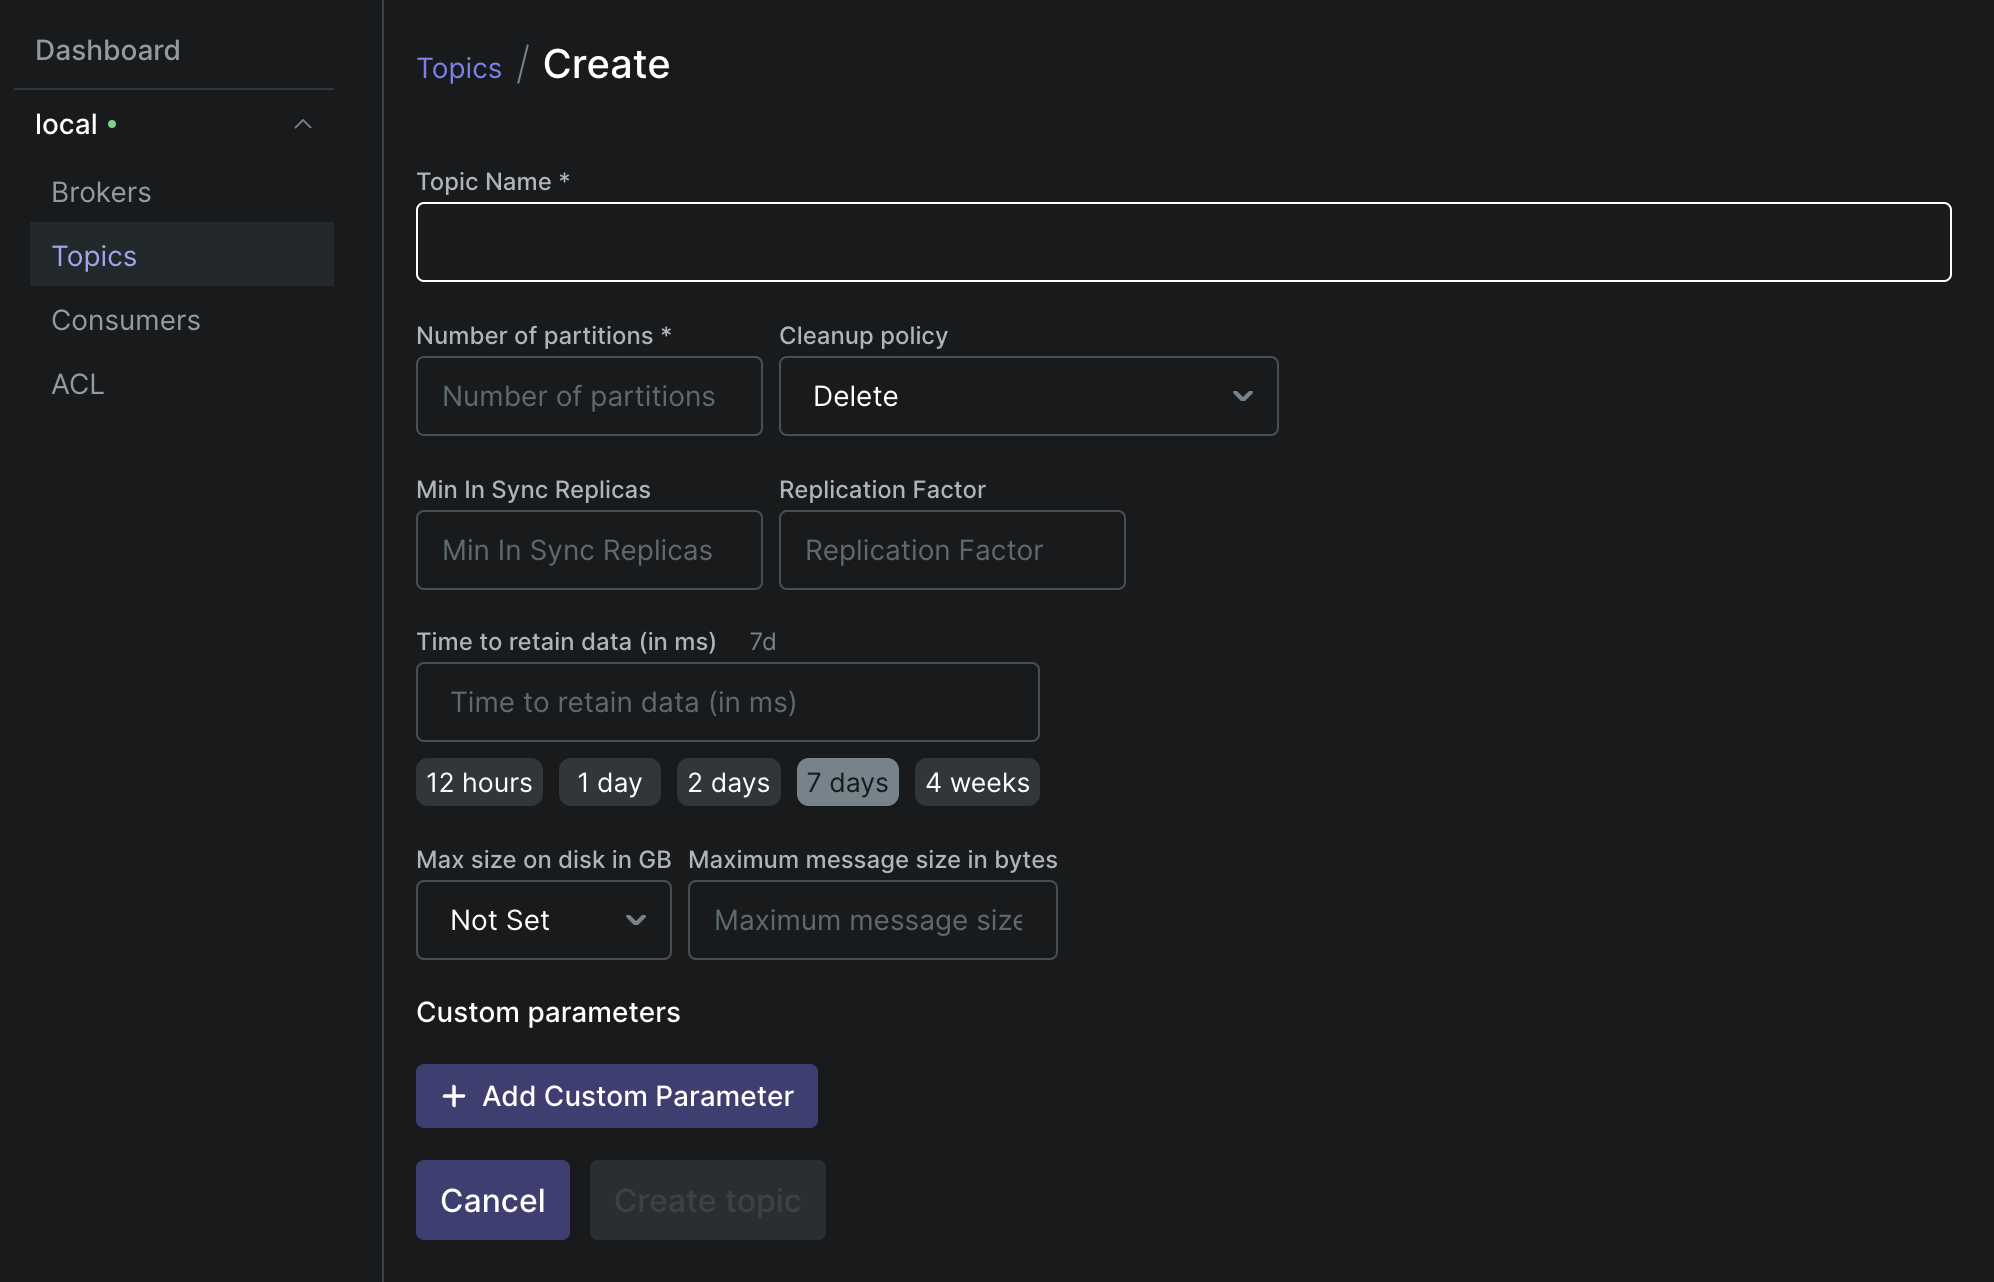 Dashboard
local
Brokers
Topics
Consumers
ACL
Topics / Create
Topic Name *
Number of partitions * Cleanup policy
Number of partitions Delete
Min In Sync Replicas Replication Factor
Min In Sync Replicas Replication Factor
Time to retain data (in ms) 7d
Time to retain data (in ms)
12 hours 1 day 2 days 7 days 4 weeks
Max size on disk in GB Maximum message size in bytes
Not Set Maximum message size
Custom parameters
+ Add Custom Parameter
Cancel Create topic